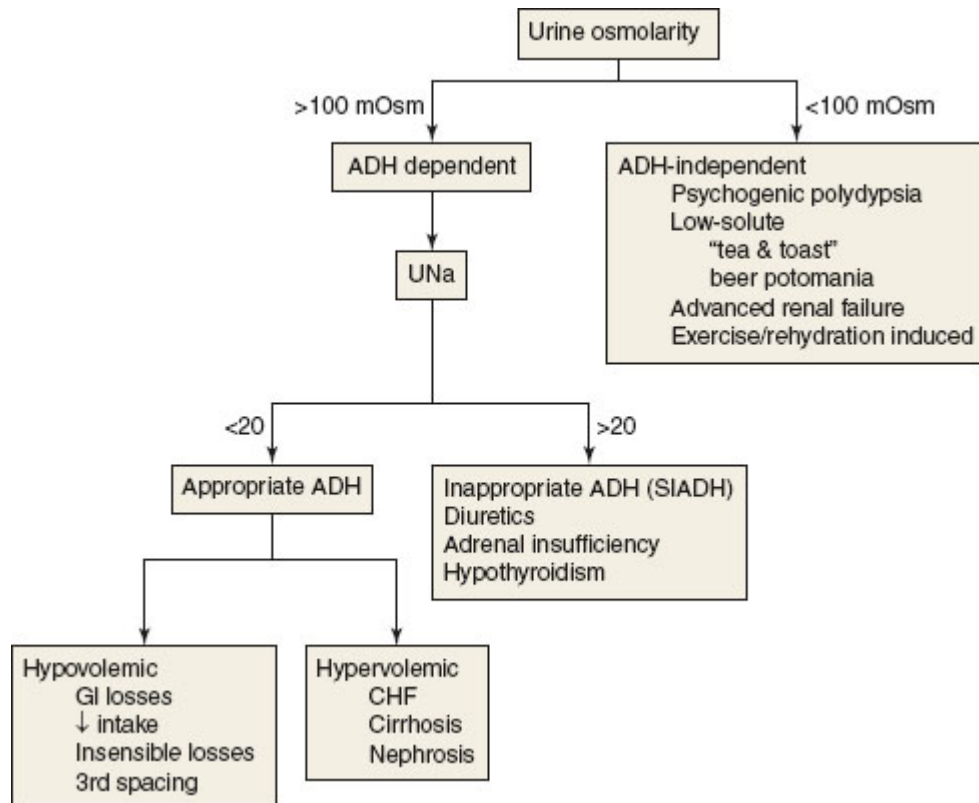 Urine osmolarity
>100 mOsm
<100 mOsm
ADH dependent
ADH-independent
Psychogenic polydypsia
Low-solute
“tea & toast”
beer potomania
Advanced renal failure
Exercise/rehydration induced
UNa
<20
>20
Appropriate ADH
Inappropriate ADH (SIADH)
Diuretics
Adrenal insufficiency
Hypothyroidism
Hypovolemic
GI losses
↓ intake
Insensible losses
3rd spacing
Hypervolemic
CHF
Cirrhosis
Nephrosis